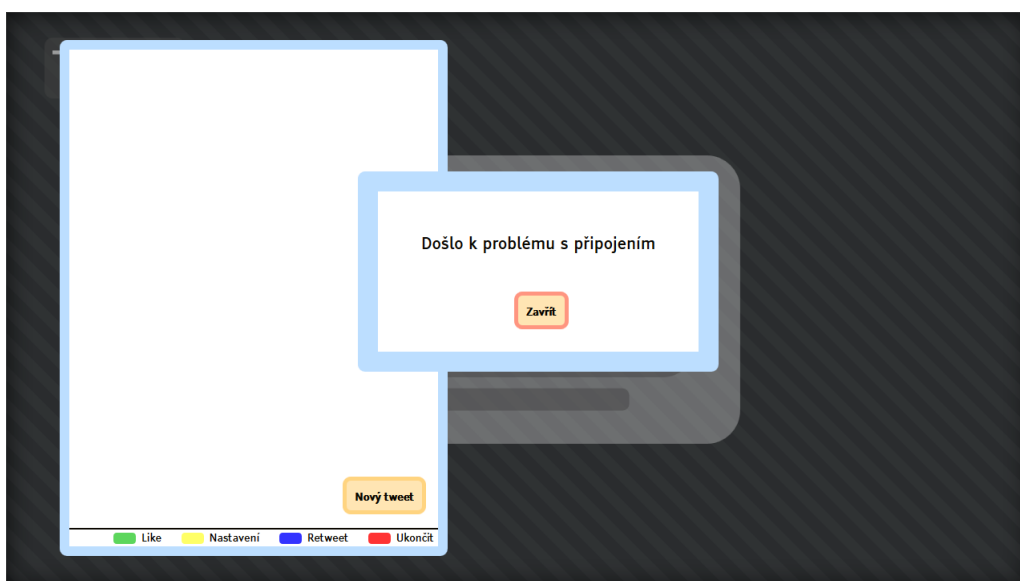 Došlo k problému s připojením
Zavřít
Nový tweet
Like Nastavení Retweet Ukončit